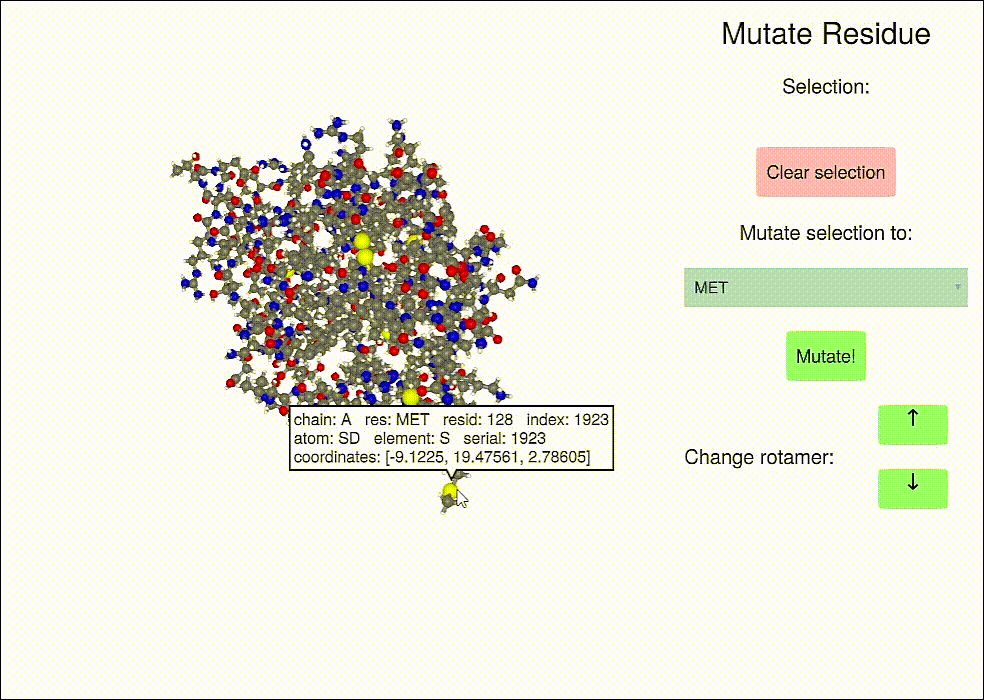 Mutate Residue
Selection:
Clear selection
Mutate selection to:
MET
Mutate!
chain: A   res: MET   resid: 128   index: 1923
atom: SD   element: S   serial: 1923
coordinates: [-9.1225, 19.47561, 2.78605]
↑
Change rotamer:
↓